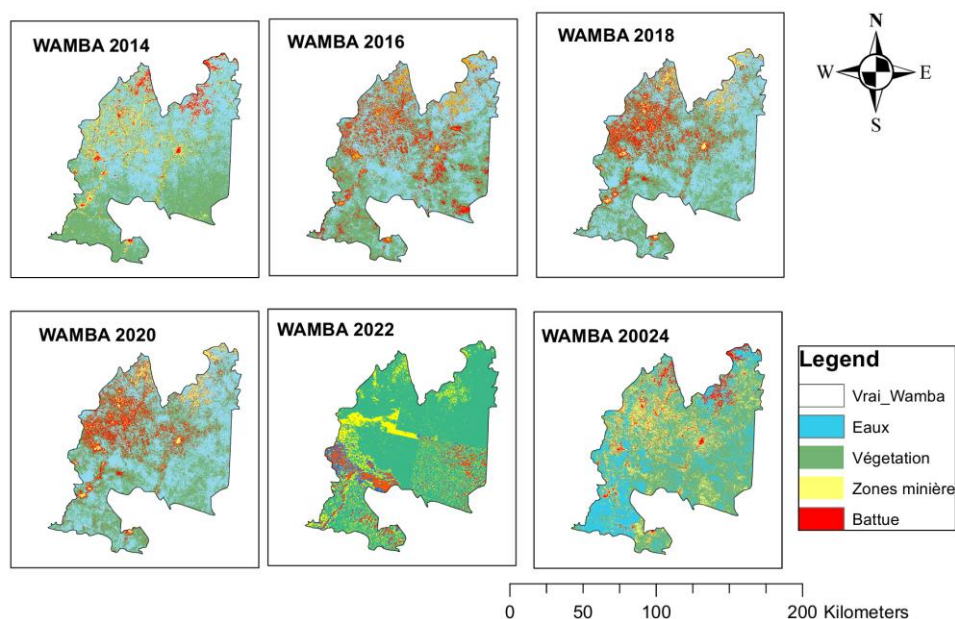 WAMBA 2014
WAMBA 2016
WAMBA 2018
N
W
E
S
WAMBA 2020
WAMBA 2022
WAMBA 20024
Legend
Vrai_Wamba
Eaux
Végetation
Zones minière
Battue
0 50 100 200 Kilometers